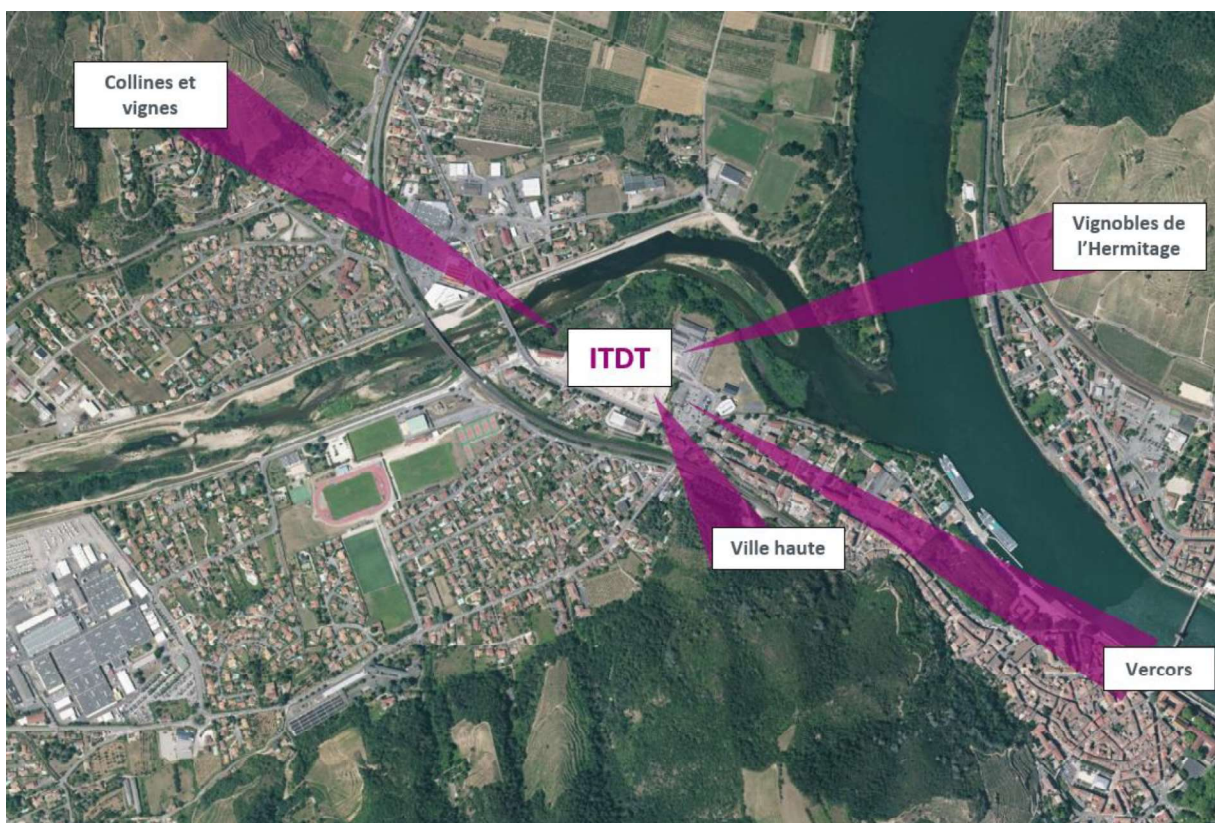 Collines et
vignes
Vignobles de
l'Hermitage
ITDT
Ville haute
Vercors